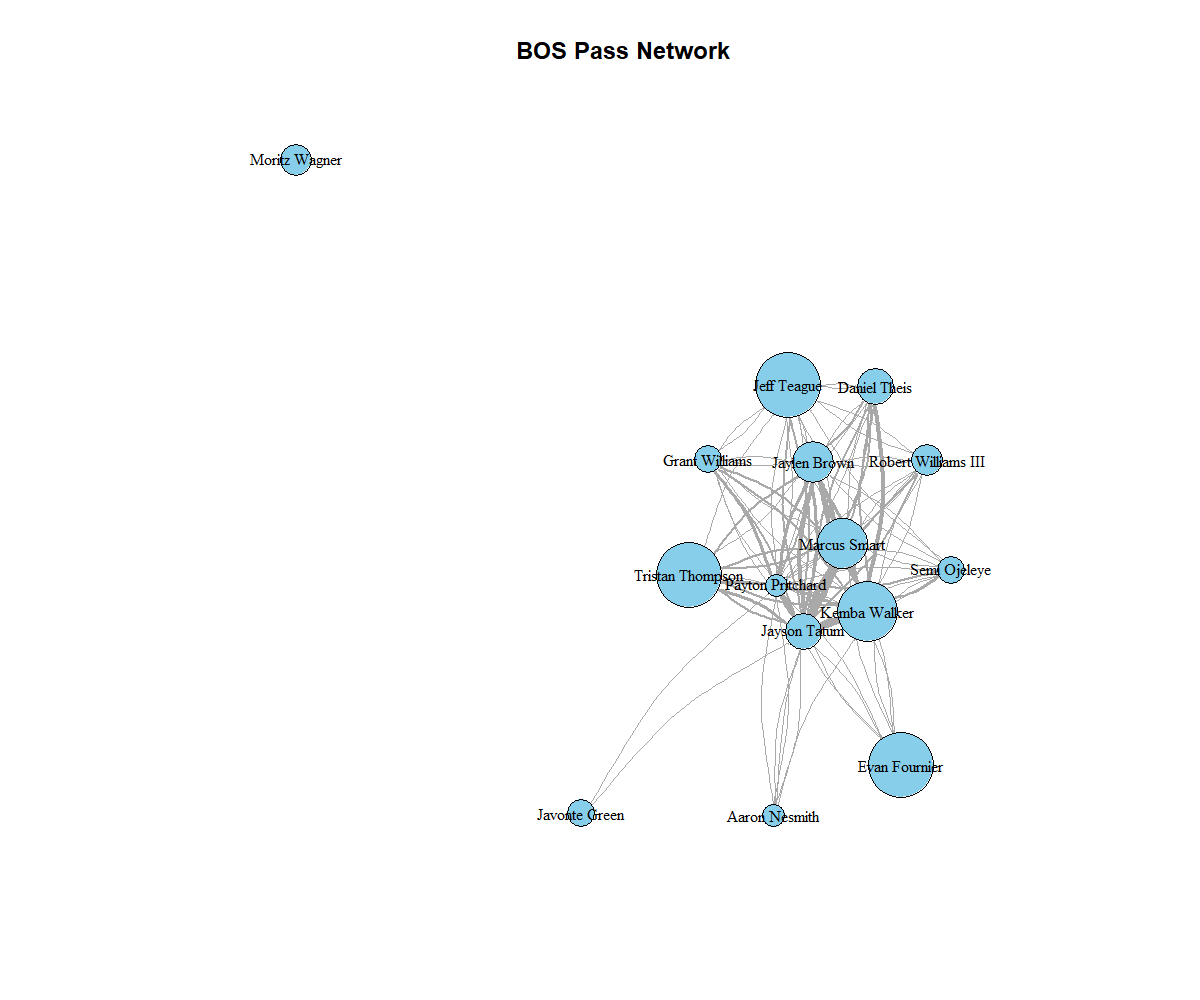 BOS Pass Network
Moritz Wagner
Jeff Teague
Daniel Theis
Grant Williams
Jaylen Brown
Robert Williams III
Marcus Smart
Semi Ojeleye
Tristan Thompson
Payton Pritchard
Kemba Walker
Jayson Tatum
Evan Fournier
Javonte Green
Aaron Nesmith